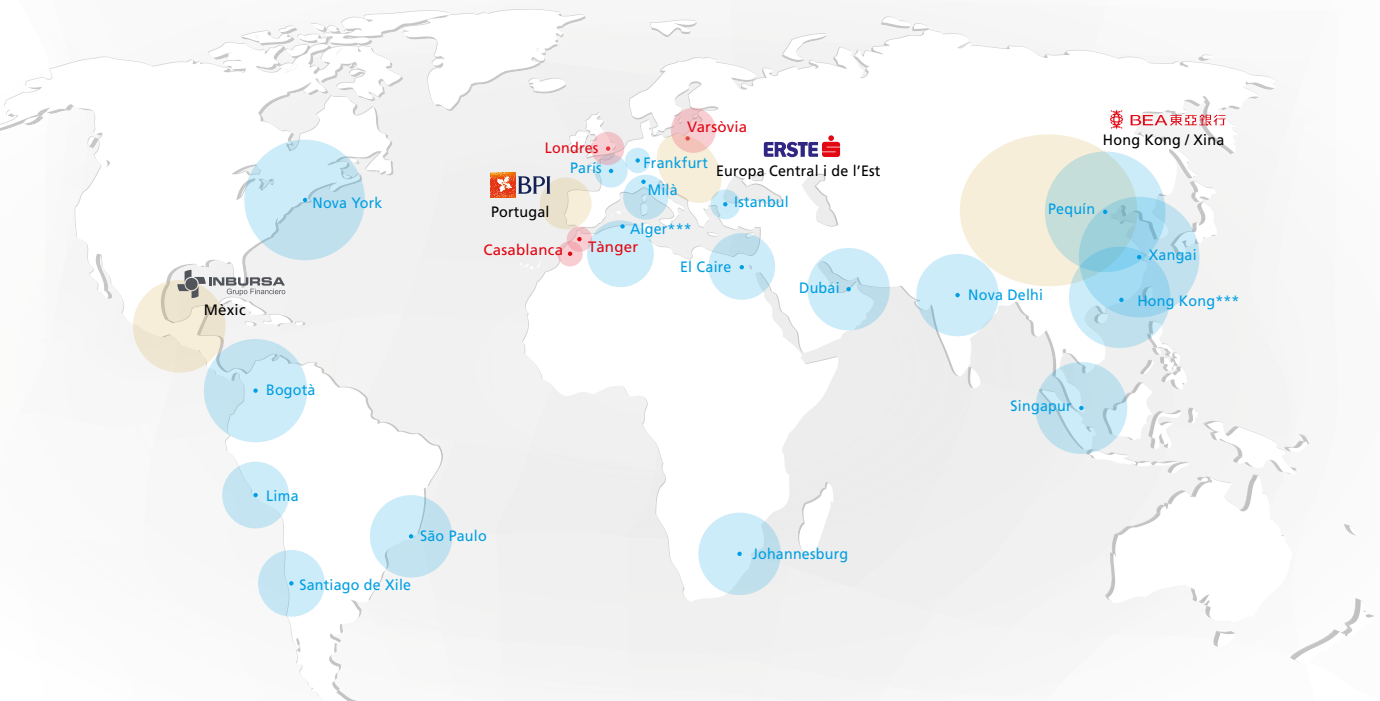 BEA東亞銀行
Hong Kong / Xina
Varsòvia
ERSTE
Europa Central i de l’Est
Londres
París
Frankfurt
Milà
BPI
Portugal
Istanbul
Nova York
Pequín
Alger***
Casablanca
Tànger
El Caire
Xangai
INBURSA
Grupo Financiero
Mèxic
Dubái
Nova Delhi
Hong Kong***
Bogotà
Singapur
Lima
São Paulo
Johannesburg
Santiago de Xile